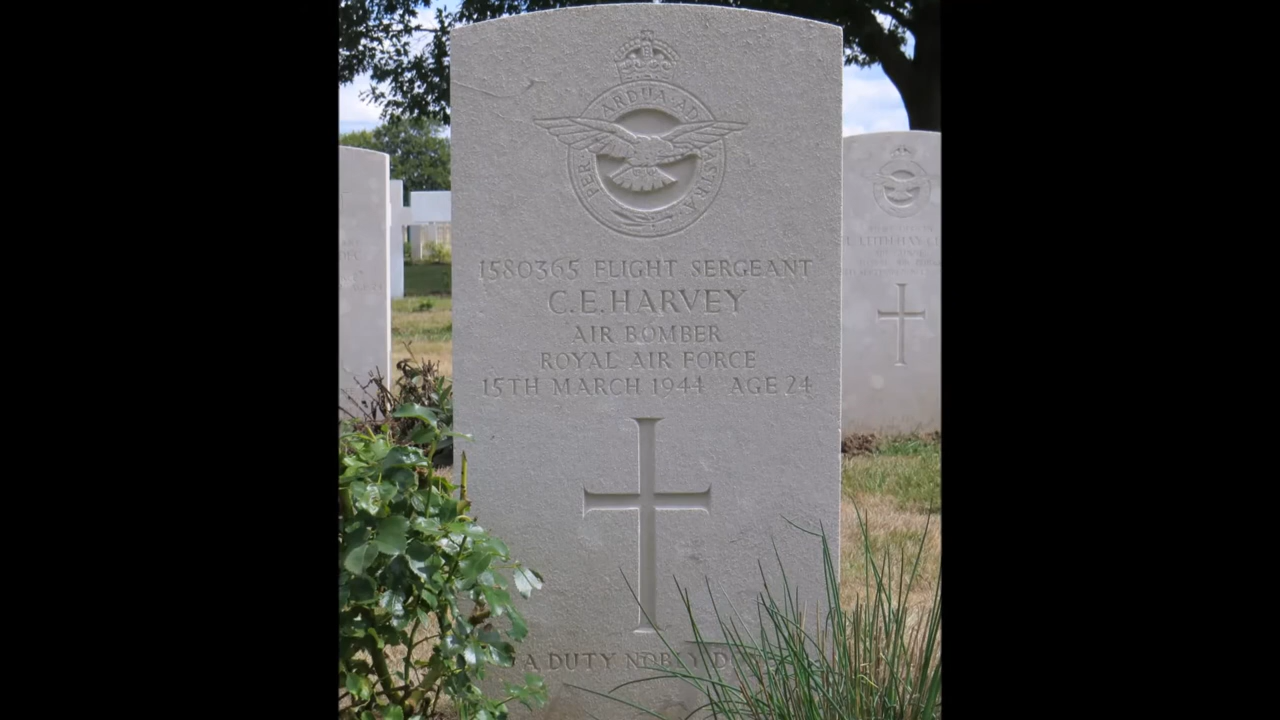 PER · ARDUA · AD ASTRA
1580365 FLIGHT SERGEANT
C.E. HARVEY
AIR BOMBER
ROYAL AIR FORCE
15TH MARCH 1944 AGE 24
A DUTY